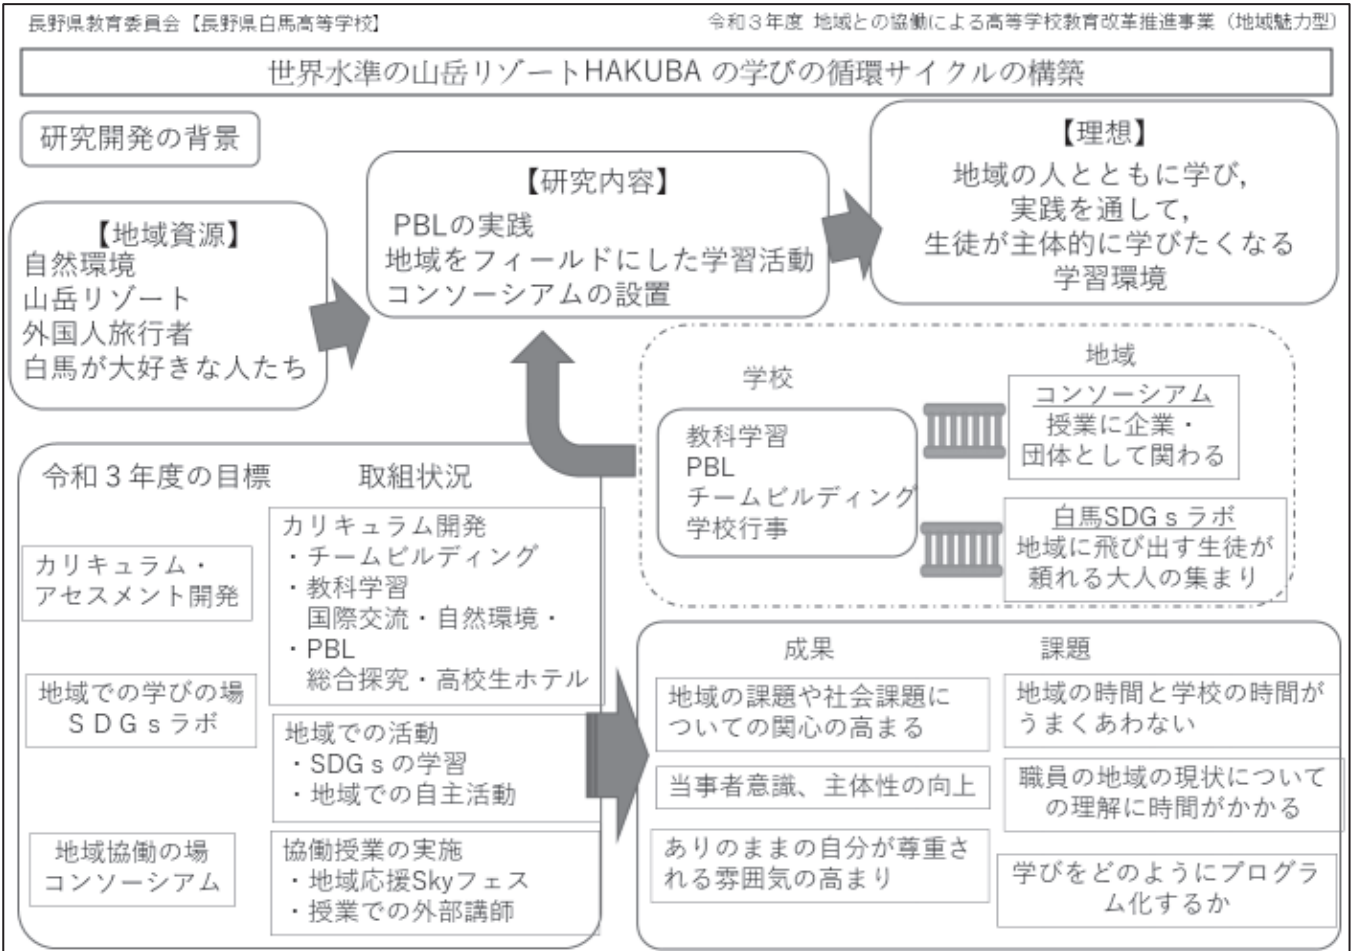 長野県教育委員会【長野県白馬高等学校】
令和３年度 地域との協働による高等学校教育改革推進事業（地域魅力型）
世界水準の山岳リゾートHAKUBA の学びの循環サイクルの構築
研究開発の背景
【地域資源】
自然環境
山岳リゾート
外国人旅行者
白馬が大好きな人たち
【研究内容】
PBLの実践
地域をフィールドにした学習活動
コンソーシアムの設置
【理想】
地域の人とともに学び,
実践を通して,
生徒が主体的に学びたくなる
学習環境
学校
教科学習
PBL
チームビルディング
学校行事
地域
コンソーシアム
授業に企業・
団体として関わる
白馬SDGｓラボ
地域に飛び出す生徒が
頼れる大人の集まり
令和３年度の目標
カリキュラム・
アセスメント開発
地域での学びの場
ＳＤＧｓラボ
地域協働の場
コンソーシアム
取組状況
カリキュラム開発
・チームビルディング
・教科学習
国際交流・自然環境・
・PBL
総合探究・高校生ホテル
地域での活動
・SDGｓの学習
・地域での自主活動
協働授業の実施
・地域応援Skyフェス
・授業での外部講師
成果
地域の課題や社会課題に
ついての関心の高まる
当事者意識、主体性の向上
ありのままの自分が尊重さ
れる雰囲気の高まり
課題
地域の時間と学校の時間が
うまくあわない
職員の地域の現状について
の理解に時間がかかる
学びをどのようにプログラ
ム化するか